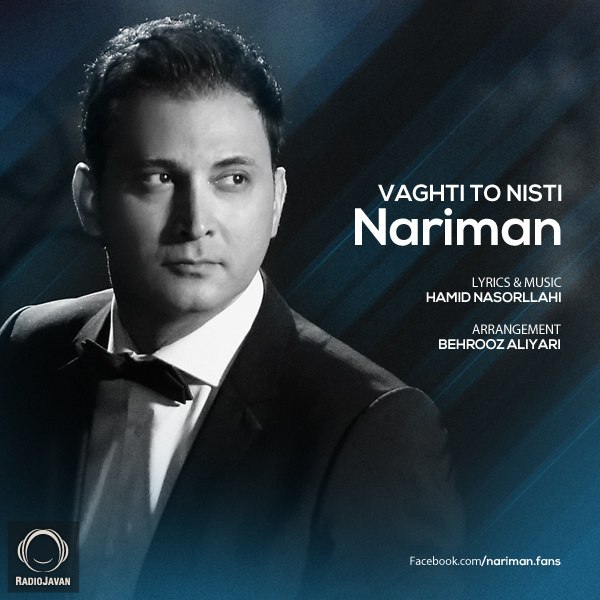 VAGHTI TO NISTI
Nariman
LYRICS & MUSIC
HAMID NASORLLAHI
ARRANGEMENT
BEHROOZ ALIYARI
Facebook.com/nariman.fans
RADIOJAVAN